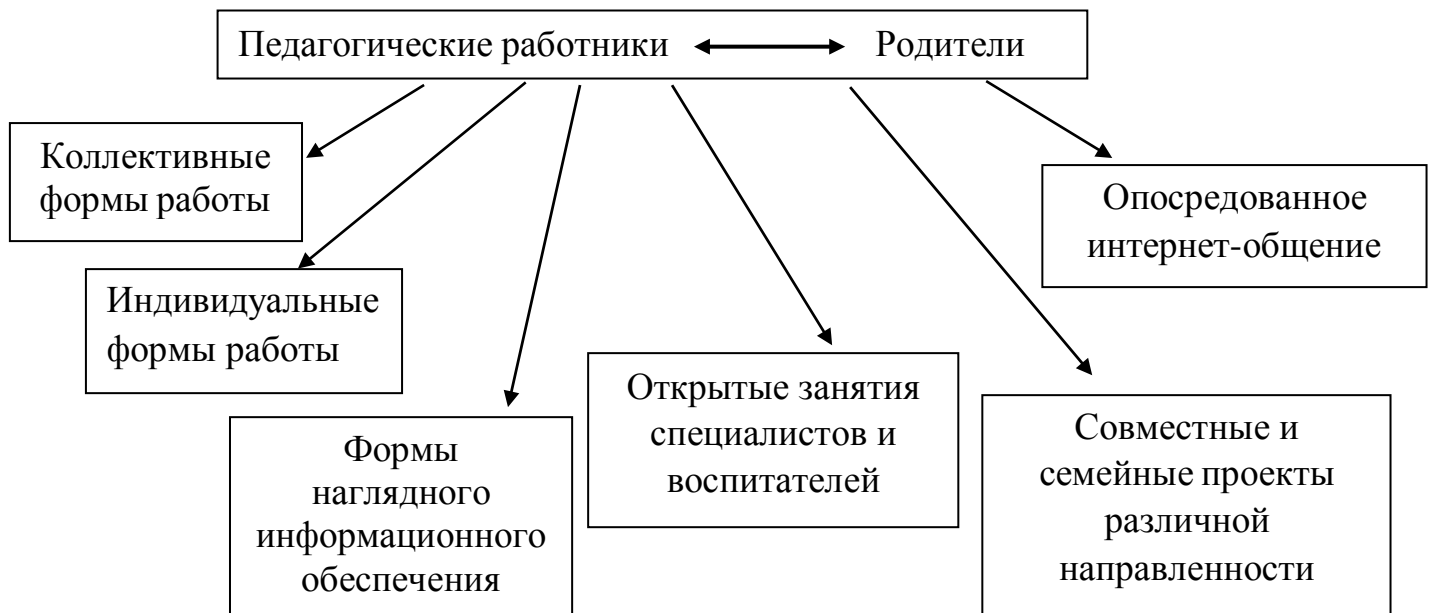 Педагогические работники Родители
Коллективные
формы работы
Опосредованное
интернет-общение
Индивидуальные
формы работы
Открытые занятия
специалистов и
воспитателей
Совместные и
семейные проекты
различной
направленности
Формы
наглядного
информационного
обеспечения